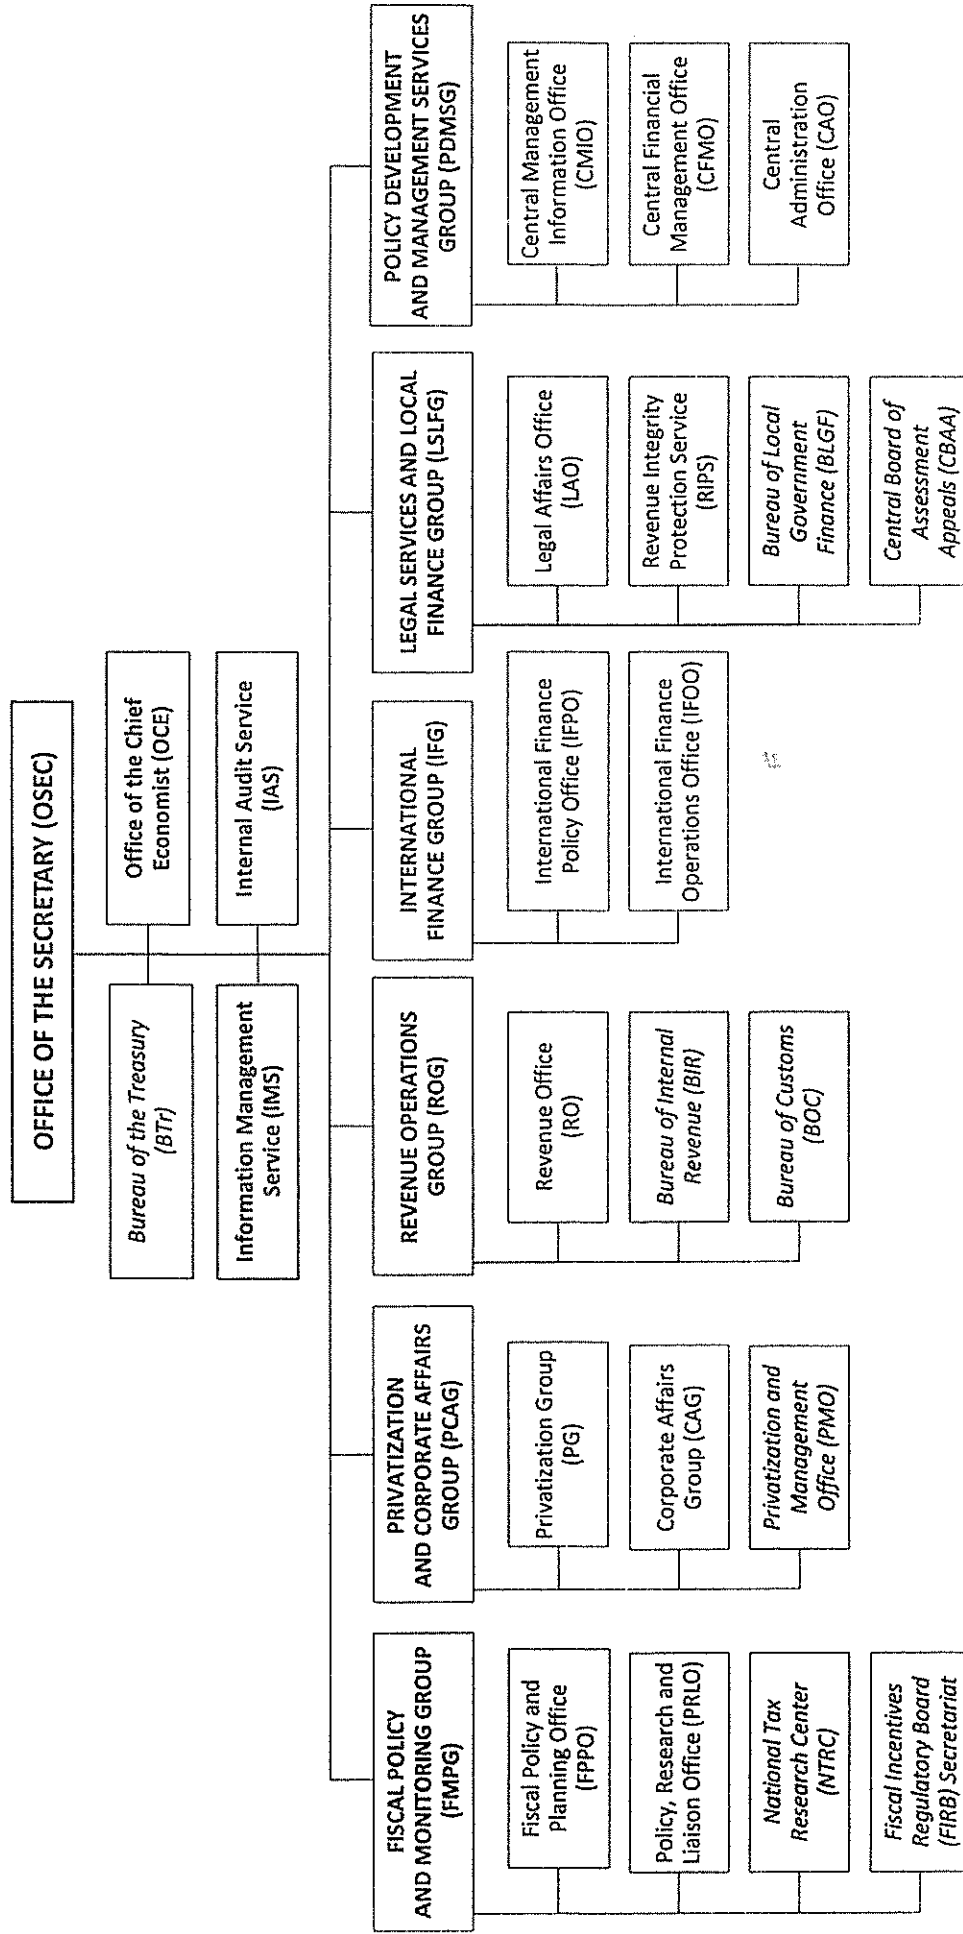 OFFICE OF THE SECRETARY (OSEC)
Bureau of the Treasury
(BTr)
Office of the Chief
Economist (OCE)
Information Management
Service (IMS)
Internal Audit Service
(IAS)
FISCAL POLICY
AND MONITORING GROUP
(FMPG)
Fiscal Policy and
Planning Office
(FPPO)
Policy, Research and
Liaison Office (PRLO)
National Tax
Research Center
(NTRC)
Fiscal Incentives
Regulatory Board
(FIRB) Secretariat
PRIVATIZATION
AND CORPORATE AFFAIRS
GROUP (PCAG)
Privatization Group
(PG)
Corporate Affairs
Group (CAG)
Privatization and
Management
Office (PMO)
REVENUE OPERATIONS
GROUP (ROG)
Revenue Office
(RO)
Bureau of Internal
Revenue (BIR)
Bureau of Customs
(BOC)
INTERNATIONAL
FINANCE GROUP (IFG)
International Finance
Policy Office (IFPO)
International Finance
Operations Office (IFOO)
LEGAL SERVICES AND LOCAL
FINANCE GROUP (LSLFG)
Legal Affairs Office
(LAO)
Revenue Integrity
Protection Service
(RIPS)
Bureau of Local
Government
Finance (BLGF)
Central Board of
Assessment
Appeals (CBAA)
POLICY DEVELOPMENT
AND MANAGEMENT SERVICES
GROUP (PDMSG)
Central Management
Information Office
(CMIO)
Central Financial
Management Office
(CFMO)
Central
Administration
Office (CAO)